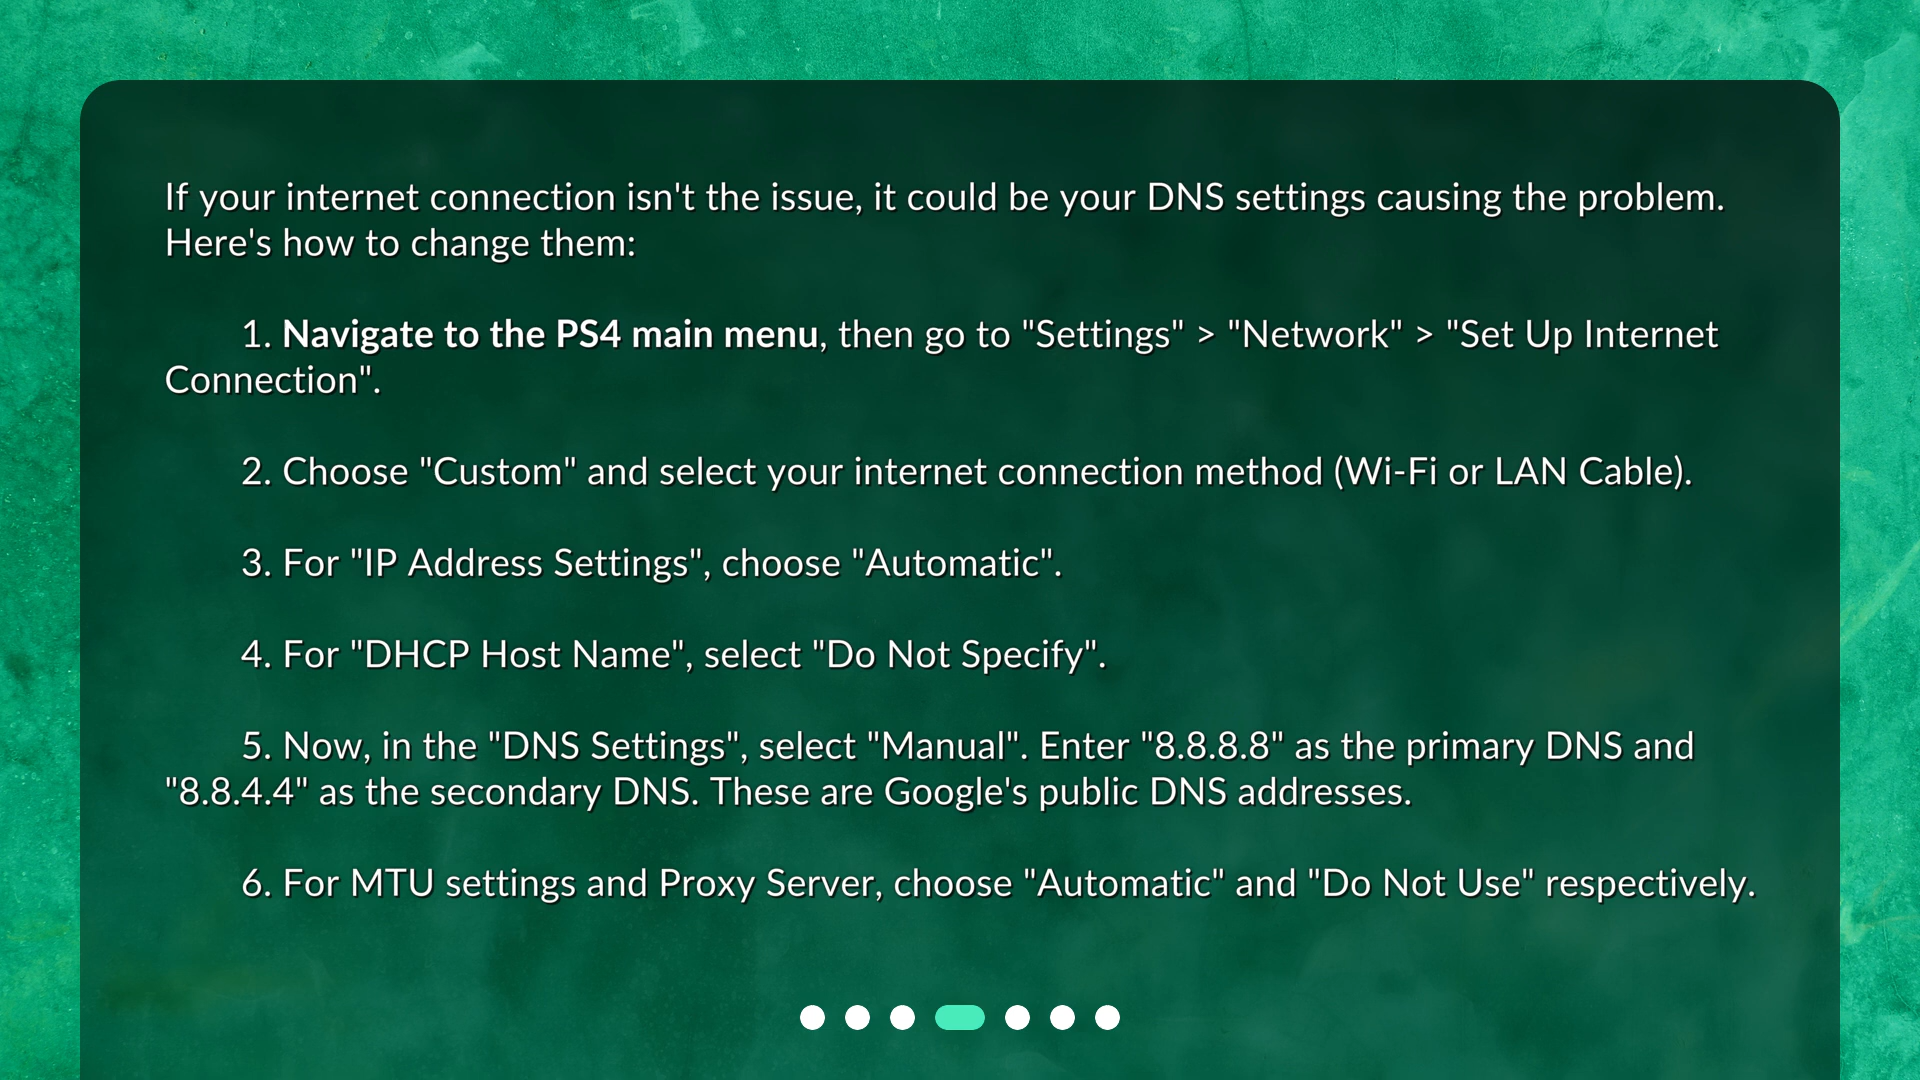 If your internet connection isn't the issue, it could be your DNS settings causing the problem.
Here's how to change them:
1. Navigate to the PS4 main menu, then go to "Settings" > "Network" > "Set Up Internet
Connection".
2. Choose "Custom" and select your internet connection method (Wi-Fi or LAN Cable).
3. For "IP Address Settings", choose "Automatic".
4. For "DHCP Host Name", select "Do Not Specify".
5. Now, in the "DNS Settings", select "Manual". Enter "8.8.8.8" as the primary DNS and
"8.8.4.4" as the secondary DNS. These are Google's public DNS addresses.
6. For MTU settings and Proxy Server, choose "Automatic" and "Do Not Use" respectively.